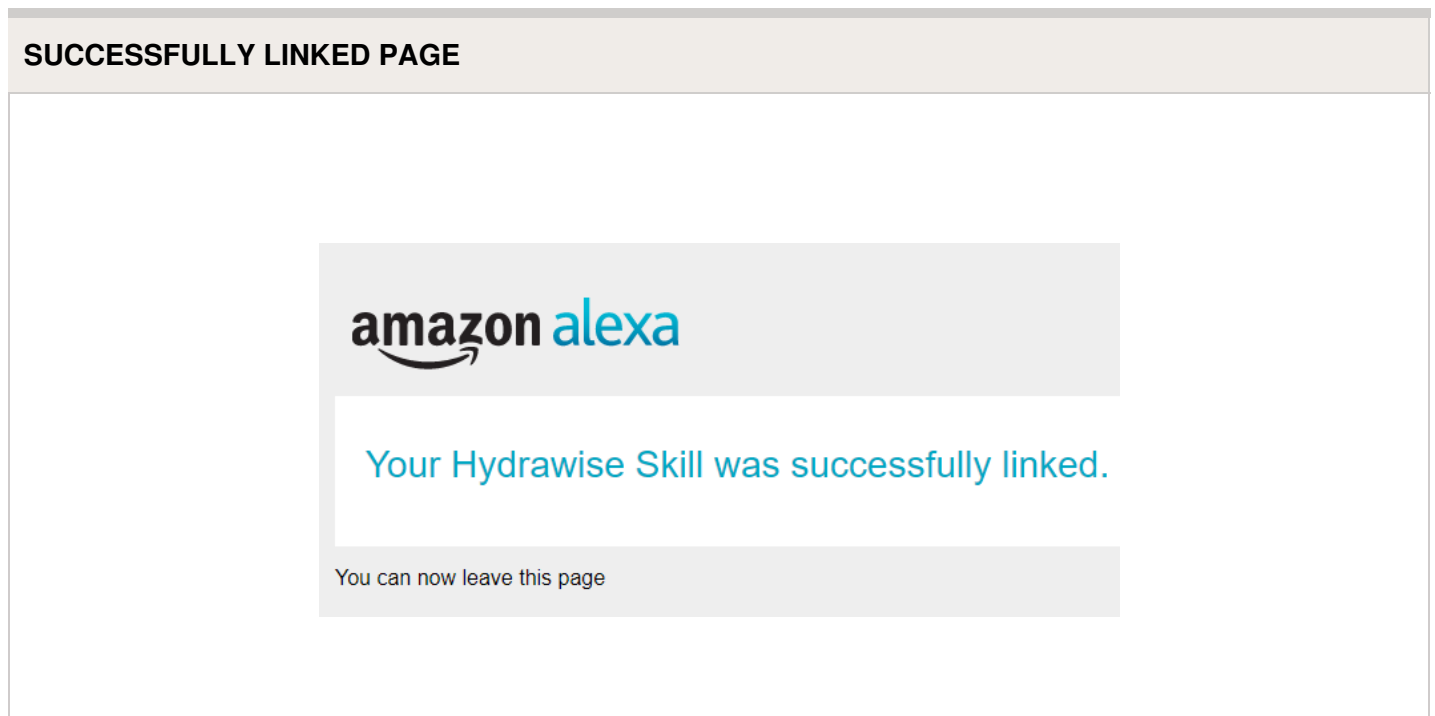 SUCCESSFULLY LINKED PAGE
amazon alexa
Your Hydrawise Skill was successfully linked.
You can now leave this page